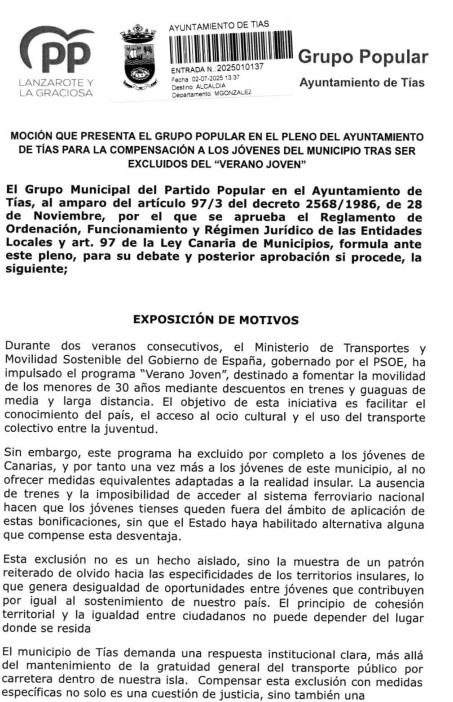 PP
LANZAROTE Y
LA GRACIOSA
AYUNTAMIENTO DE TIAS
ENTRADA N. 2025010137
Fecha: 02-07-2025 13:37
Destino: ALCALDIA
Departamento: MGONZALEZ
Grupo Popular
Ayuntamiento de Tías
MOCIÓN QUE PRESENTA EL GRUPO POPULAR EN EL PLENO DEL AYUNTAMIENTO
DE TÍAS PARA LA COMPENSACIÓN A LOS JÓVENES DEL MUNICIPIO TRAS SER
EXCLUIDOS DEL “VERANO JOVEN”
El Grupo Municipal del Partido Popular en el Ayuntamiento de
Tías, al amparo del artículo 97/3 del decreto 2568/1986, de 28
de Noviembre, por el que se aprueba el Reglamento de
Ordenación, Funcionamiento y Régimen Jurídico de las Entidades
Locales y art. 97 de la Ley Canaria de Municipios, formula ante
este pleno, para su debate y posterior aprobación si procede, la
siguiente;
EXPOSICIÓN DE MOTIVOS
Durante dos veranos consecutivos, el Ministerio de Transportes y
Movilidad Sostenible del Gobierno de España, gobernado por el PSOE, ha
impulsado el programa “Verano Joven”, destinado a fomentar la movilidad
de los menores de 30 años mediante descuentos en trenes y guaguas de
media y larga distancia. El objetivo de esta iniciativa es facilitar el
conocimiento del país, el acceso al ocio cultural y el uso del transporte
colectivo entre la juventud.
Sin embargo, este programa ha excluido por completo a los jóvenes de
Canarias, y por tanto una vez más a los jóvenes de este municipio, al no
ofrecer medidas equivalentes adaptadas a la realidad insular. La ausencia
de trenes y la imposibilidad de acceder al sistema ferroviario nacional
hacen que los jóvenes tienses queden fuera del ámbito de aplicación de
estas bonificaciones, sin que el Estado haya habilitado alternativa alguna
que compense esta desventaja.
Esta exclusión no es un hecho aislado, sino la muestra de un patrón
reiterado de olvido hacia las especificidades de los territorios insulares, lo
que genera desigualdad de oportunidades entre jóvenes que contribuyen
por igual al sostenimiento de nuestro país. El principio de cohesión
territorial y la igualdad entre ciudadanos no puede depender del lugar
donde se resida
El municipio de Tías demanda una respuesta institucional clara, más allá
del mantenimiento de la gratuidad general del transporte público por
carretera dentro de nuestra isla. Compensar esta exclusión con medidas
específicas no solo es una cuestión de justicia, sino también una